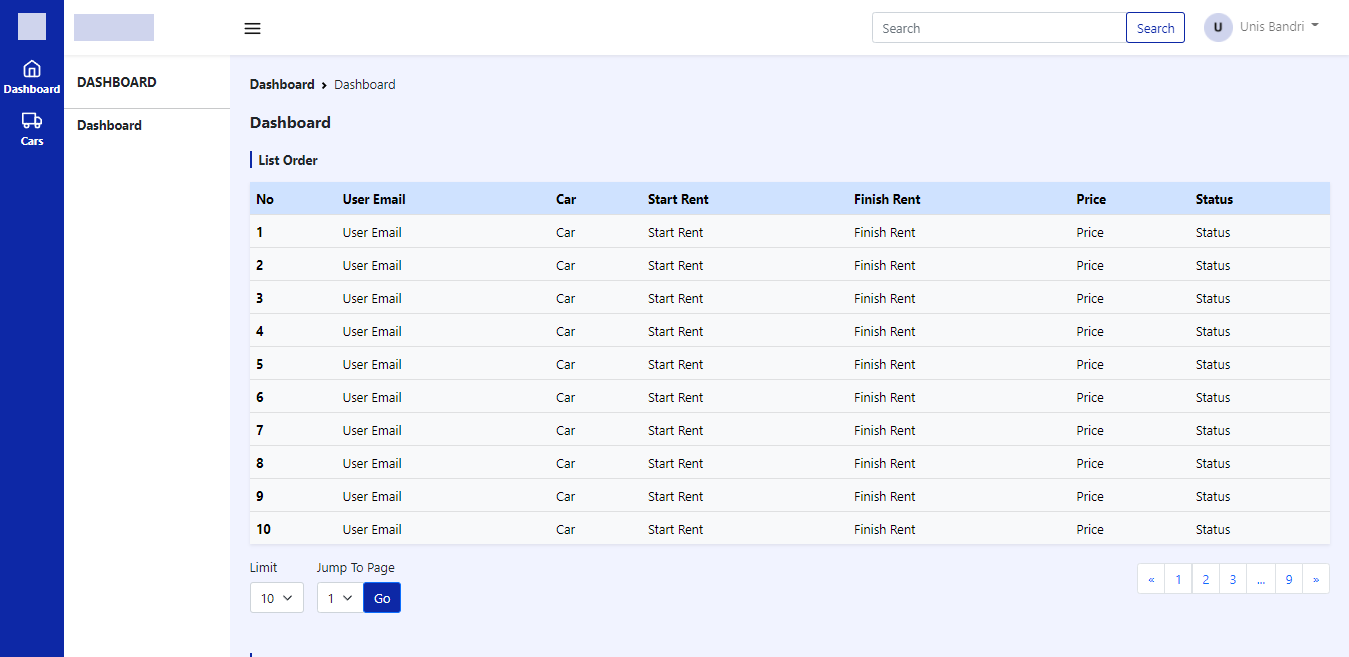 Search Search U Unis Bandri
Dashboard
Cars
DASHBOARD
Dashboard
Dashboard › Dashboard
Dashboard
List Order
No User Email Car Start Rent Finish Rent Price Status
1 User Email Car Start Rent Finish Rent Price Status
2 User Email Car Start Rent Finish Rent Price Status
3 User Email Car Start Rent Finish Rent Price Status
4 User Email Car Start Rent Finish Rent Price Status
5 User Email Car Start Rent Finish Rent Price Status
6 User Email Car Start Rent Finish Rent Price Status
7 User Email Car Start Rent Finish Rent Price Status
8 User Email Car Start Rent Finish Rent Price Status
9 User Email Car Start Rent Finish Rent Price Status
10 User Email Car Start Rent Finish Rent Price Status
Limit Jump To Page
10 1 Go
« 1 2 3 ... 9 »